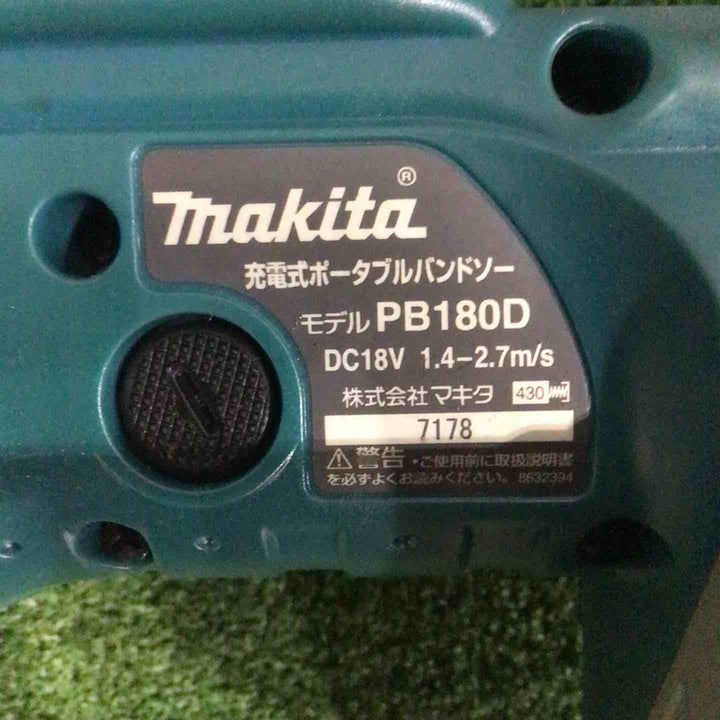 makita®
充電式ポータブルバンドソー
モデル PB180D
DC18V 1.4-2.7m/s
株式会社 マキタ 430
7178
⚠警告・ご使用前に取扱説明書
を必ずよくお読みください。 8632394